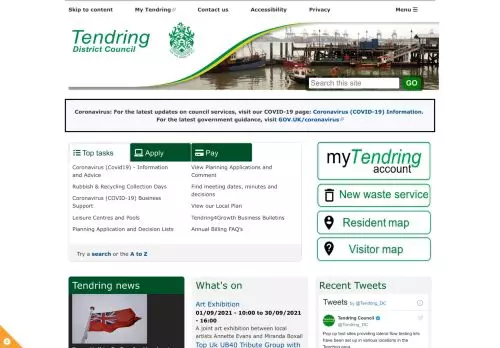 Skip to content
My Tendring
Contact us
Accessibility
Privacy
Menu ☰
Tendring
District Council
Search this site
GO
Coronavirus: For the latest updates on council services, visit our COVID-19 page: Coronavirus (COVID-19) Information.
For the latest government guidance, visit GOV.UK/coronavirus
Top tasks
Apply
Pay
Coronavirus (Covid19) - Information
and Advice
Rubbish & Recycling Collection Days
Coronavirus (COVID-19) Business
Support
Leisure Centres and Pools
Planning Application and Decision Lists
View Planning Applications and
Comment
Find meeting dates, minutes and
decisions
View our Local Plan
Tendring4Growth Business Bulletins
Annual Billing FAQ's
Try a search or the A to Z
myTendring
account
New waste service
Resident map
Visitor map
Tendring news
What's on
Art Exhibition
01/09/2021 - 10:00 to 30/09/2021
- 16:00
A joint art exhibition between local
artists Annette Evans and Miranda Boxall
Top Uk UB40 Tribute Group with
Recent Tweets
Tweets by @Tendring_DC
Tendring Council
@Tendring_DC
Pop up test sites providing lateral flow testing kits
have been set up in various locations in the
Tendring area